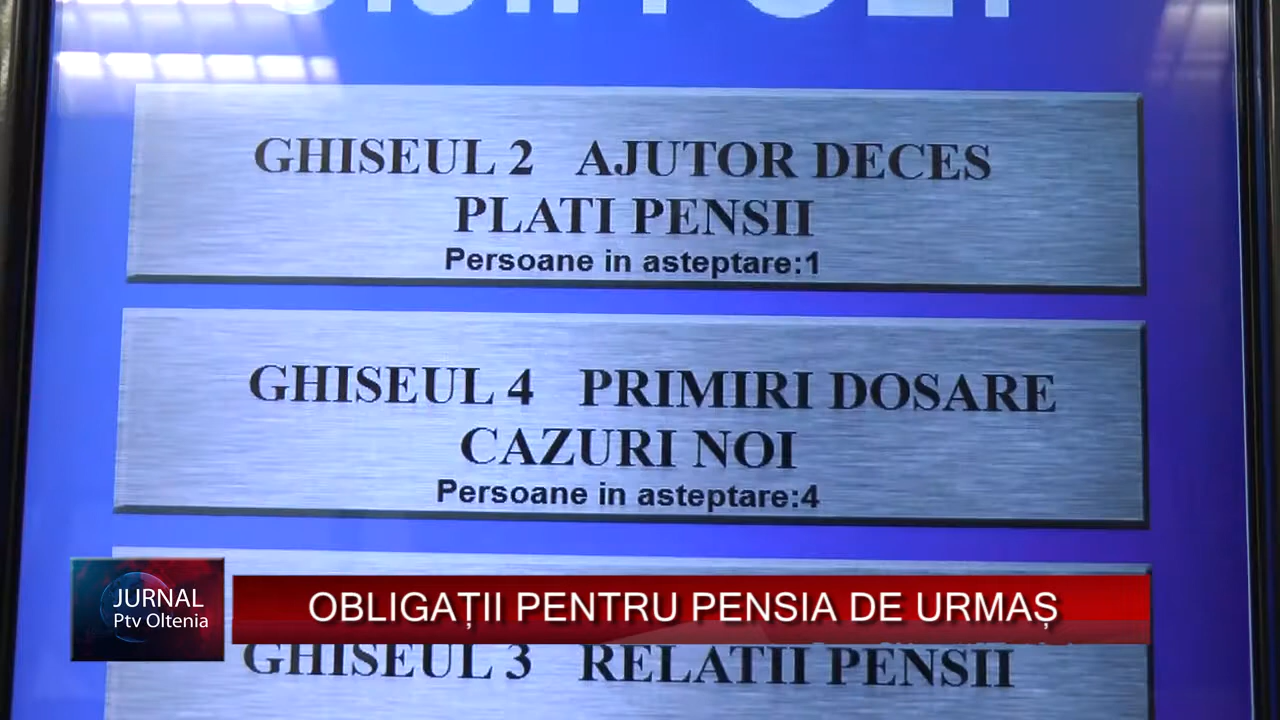 GHISEUL 2 AJUTOR DECES
PLATI PENSII
Persoane in asteptare:1
GHISEUL 4 PRIMIRI DOSARE
CAZURI NOI
Persoane in asteptare:4
JURNAL
Ptv Oltenia
OBLIGAȚII PENTRU PENSIA DE URMAȘ
GHISEUL 3 RELATII PENSII